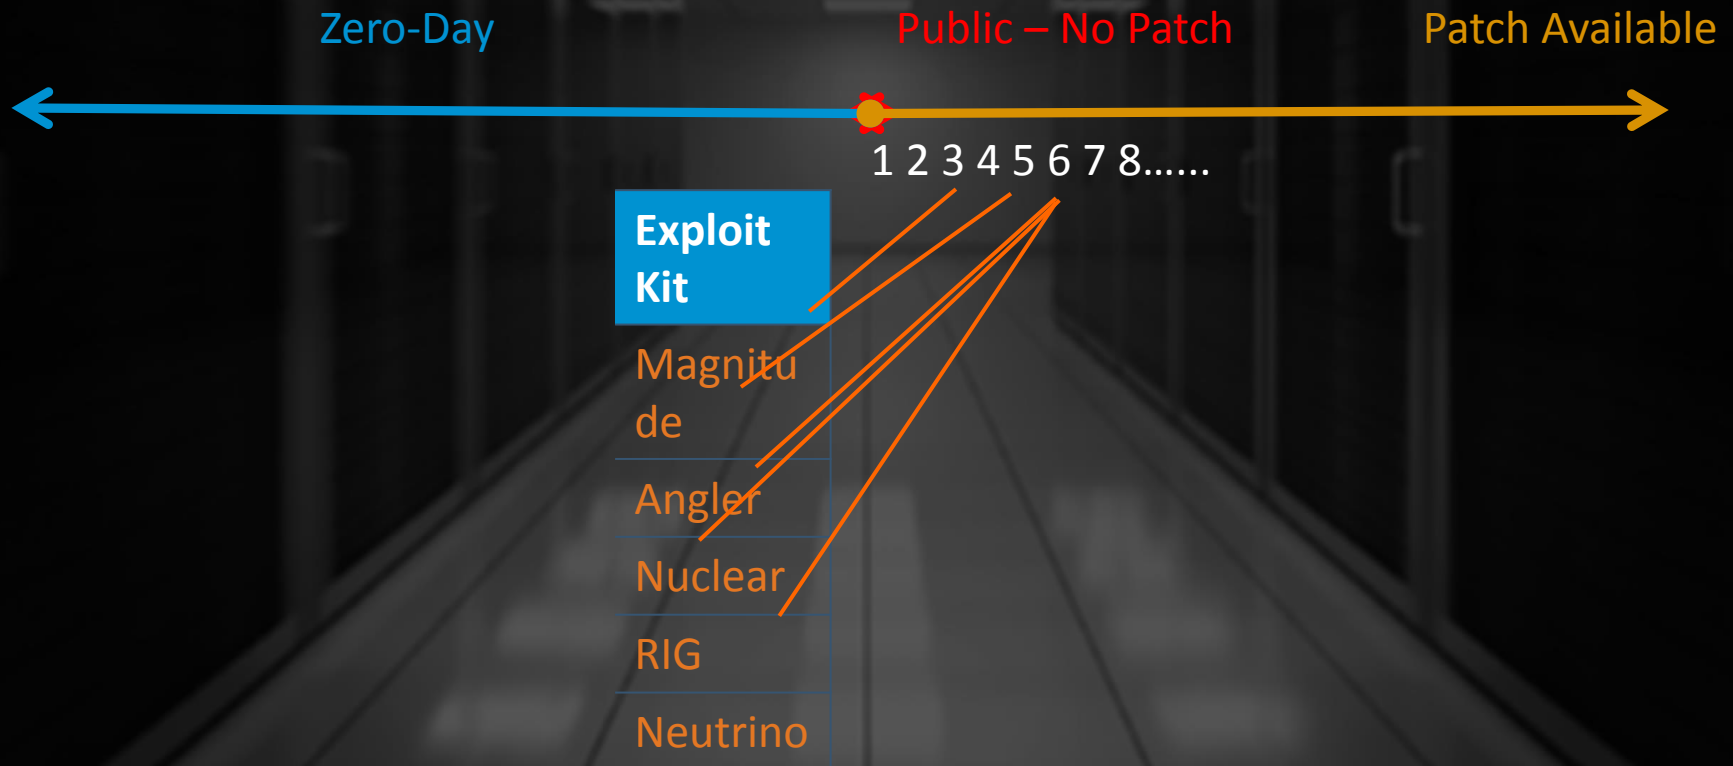 Zero-Day
Public – No Patch
Patch Available
1 2 3 4 5 6 7 8......
Exploit
Kit
Magnitu
de
Angler
Nuclear
RIG
Neutrino